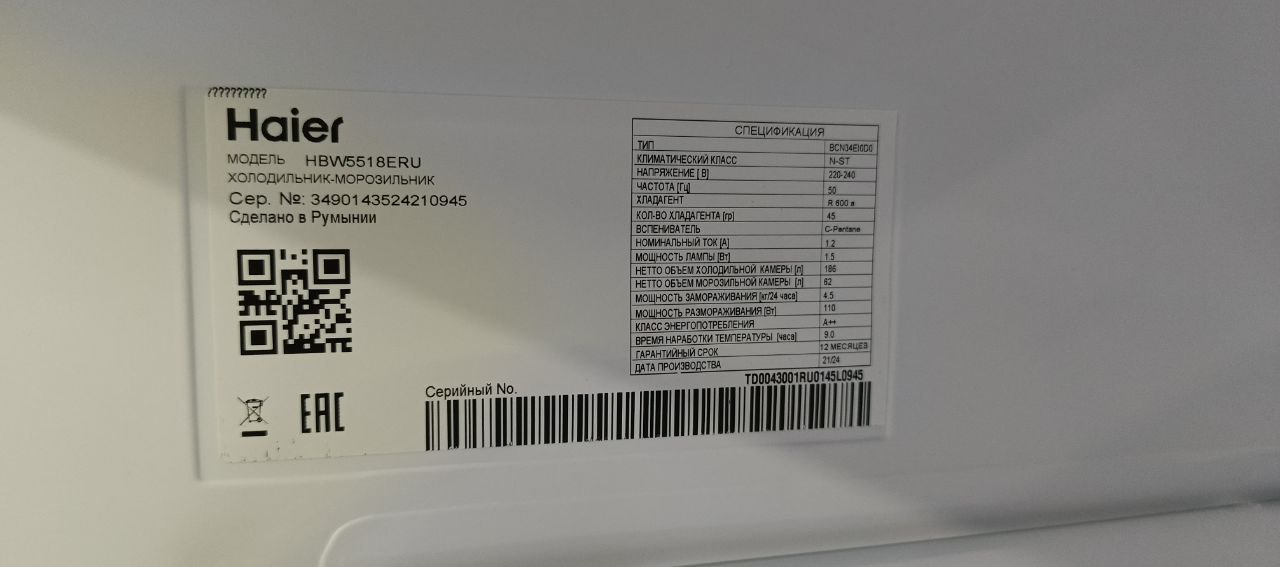 /?????????
Haier
МОДЕЛЬ HBW5518ERU
ХОЛОДИЛЬНИК-МОРОЗИЛЬНИК
Сер. №: 3490143524210945
Сделано в Румынии
EAC
СПЕЦИФИКАЦИЯ
ТИП BCN34EI0D0
КЛИМАТИЧЕСКИЙ КЛАСС N-ST
НАПРЯЖЕНИЕ [ В] 220-240
ЧАСТОТА [Гц] 50
ХЛАДАГЕНТ R 600 a
КОЛ-ВО ХЛАДАГЕНТА [гр] 45
ВСПЕНИВАТЕЛЬ C-Pentane
НОМИНАЛЬНЫЙ ТОК [А] 1.2
МОЩНОСТЬ ЛАМПЫ [Вт] 1.5
НЕТТО ОБЪЕМ ХОЛОДИЛЬНОЙ КАМЕРЫ [л] 186
НЕТТО ОБЪЕМ МОРОЗИЛЬНОЙ КАМЕРЫ [л] 62
МОЩНОСТЬ ЗАМОРАЖИВАНИЯ [кг/24 часа] 4.5
МОЩНОСТЬ РАЗМОРАЖИВАНИЯ [Вт] 110
КЛАСС ЭНЕРГОПОТРЕБЛЕНИЯ A++
ВРЕМЯ НАРАБОТКИ ТЕМПЕРАТУРЫ [часа] 9.0
ГАРАНТИЙНЫЙ СРОК 12 МЕСЯЦЕВ
ДАТА ПРОИЗВОДСТВА 21/24
TD0043001RU0145L0945
Серийный No.